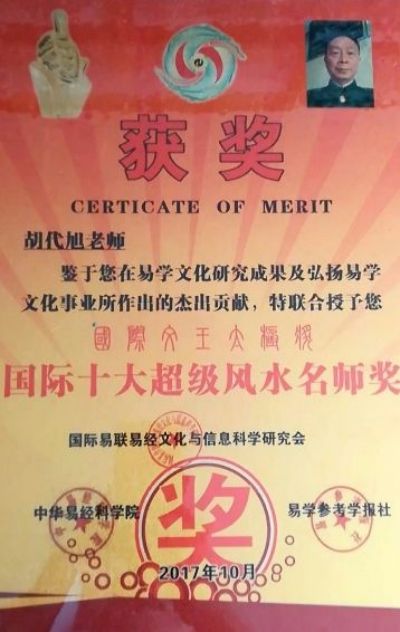 获奖
CERTICATE OF MERIT
胡代旭老师
鉴于您在易学文化研究成果及弘扬易学
文化事业所作出的杰出贡献，特联合授予您
國際文王太極獎
国际十大超级风水名师奖
国际易联易经文化与信息科学研究会
中华易经科学院
易学参考学报社
奖
2017年10月